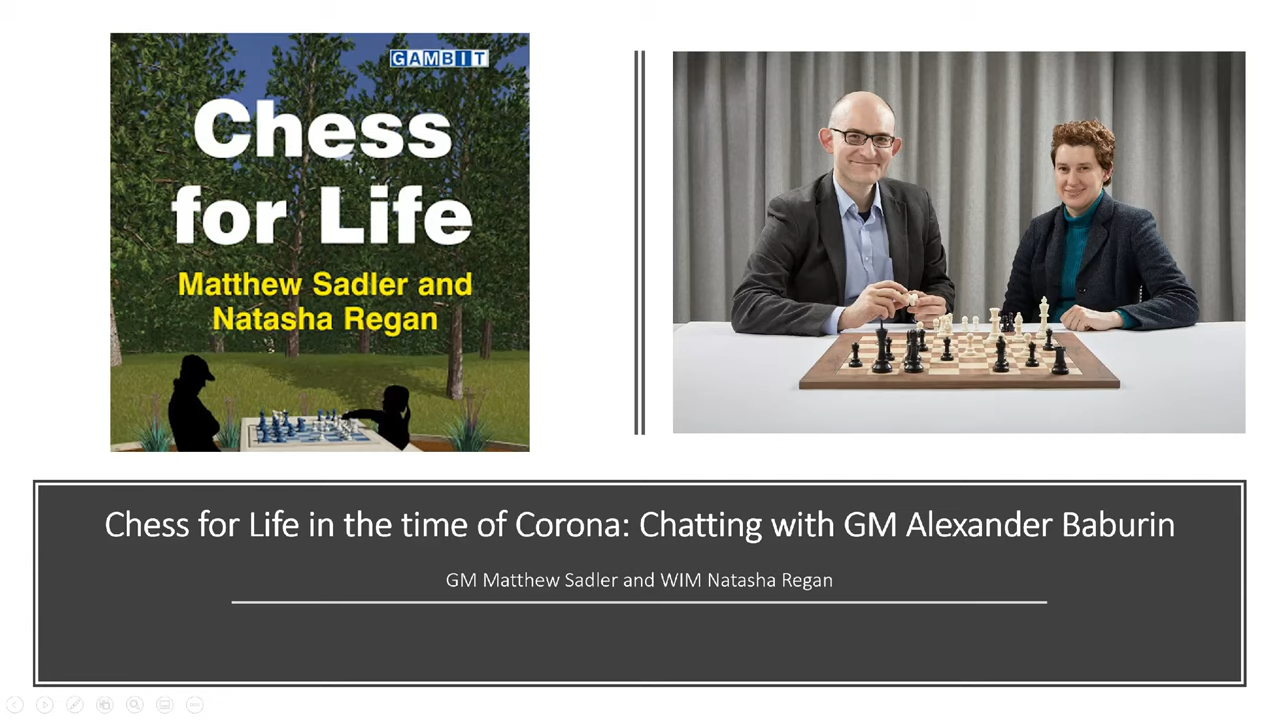 GAMBIT
Chess
for Life
Matthew Sadler and
Natasha Regan
Chess for Life in the time of Corona: Chatting with GM Alexander Baburin
GM Matthew Sadler and WIM Natasha Regan